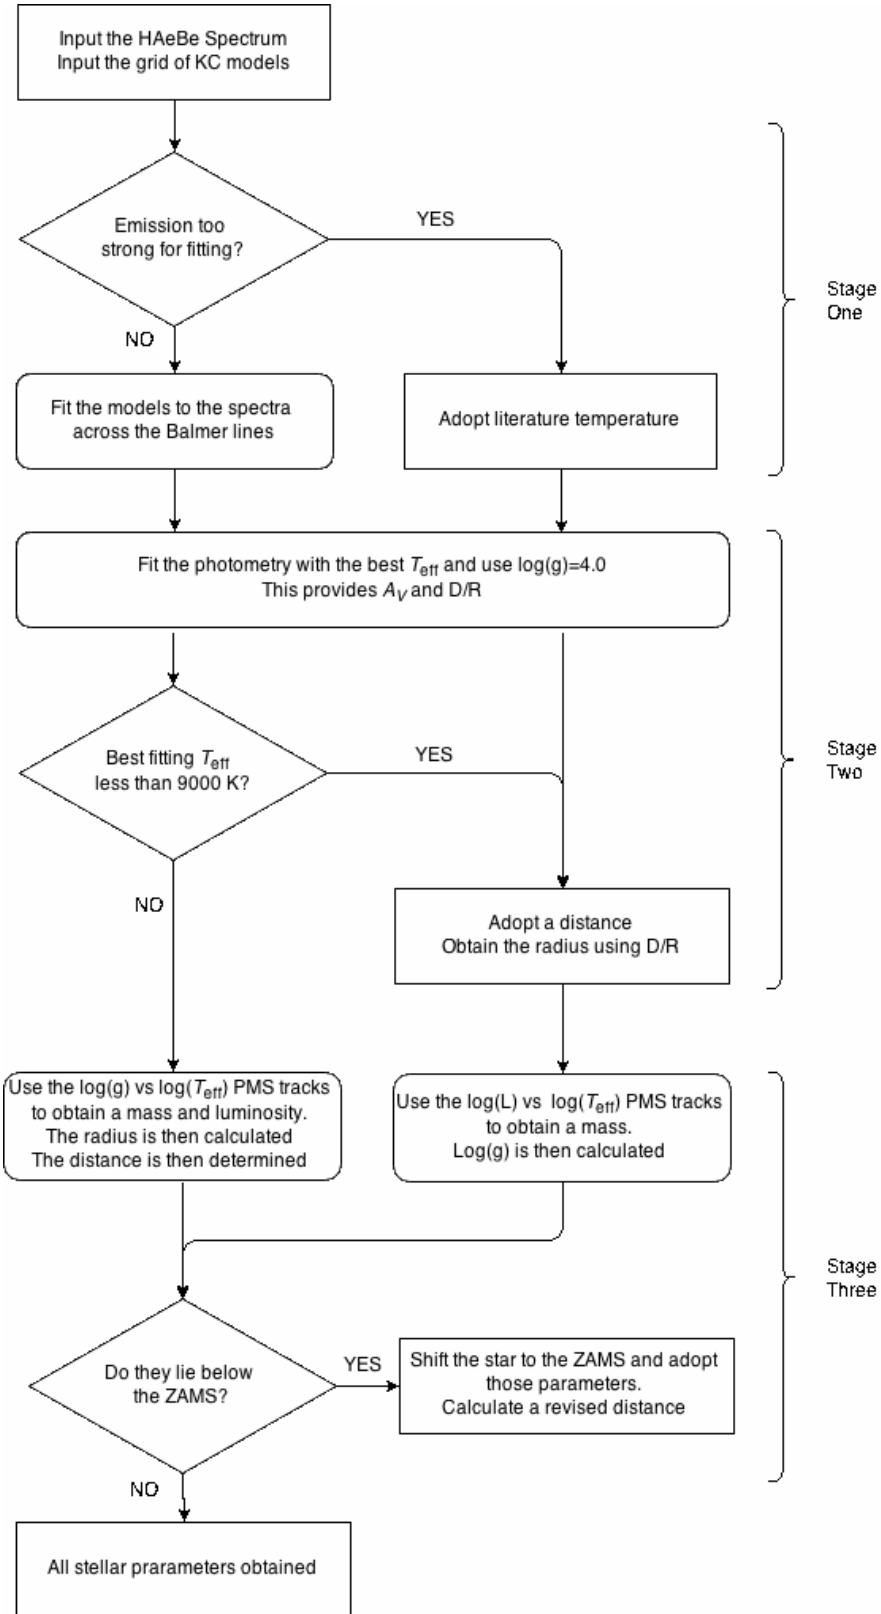 Input the HAeBe Spectrum
Input the grid of KC models
Emission too
strong for fitting?
YES
NO
Stage
One
Fit the models to the spectra
across the Balmer lines
Adopt literature temperature
Fit the photometry with the best Teff and use log(g)=4.0
This provides AV and D/R
Best fitting Teff
less than 9000 K?
YES
Stage
Two
NO
Adopt a distance
Obtain the radius using D/R
Use the log(g) vs log(Teff) PMS tracks
to obtain a mass and luminosity.
The radius is then calculated
The distance is then determined
Use the log(L) vs log(Teff) PMS tracks
to obtain a mass.
Log(g) is then calculated
Stage
Three
Do they lie below
the ZAMS?
YES
Shift the star to the ZAMS and adopt
those parameters.
Calculate a revised distance
NO
All stellar prarameters obtained